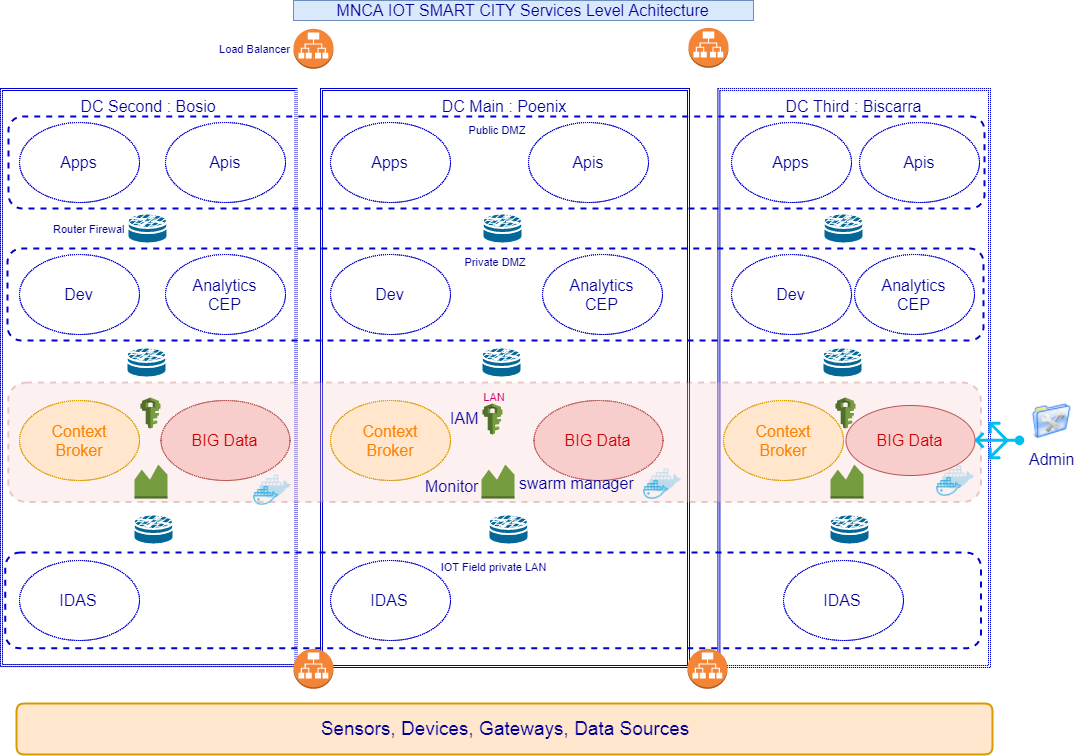 MNCA IOT SMART CITY Services Level Achitecture
Load Balancer
DC Second : Bosio
DC Main : Poenix
DC Third : Biscarra
Public DMZ
Apps
Apis
Apps
Apis
Apps
Apis
Router Firewal
Private DMZ
Dev
Analytics
CEP
Dev
Analytics
CEP
Dev
Analytics
CEP
LAN
Context
Broker
BIG Data
Context
Broker
IAM
BIG Data
Context
Broker
BIG Data
Admin
Monitor
swarm manager
IOT Field private LAN
IDAS
IDAS
IDAS
Sensors, Devices, Gateways, Data Sources